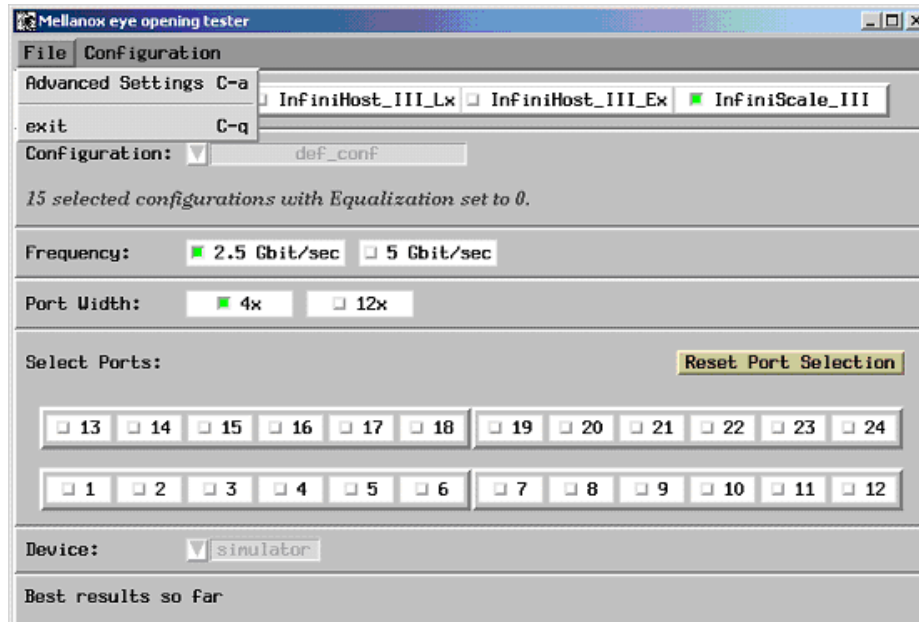 Mellanox eye opening tester
File Configuration
Advanced Settings C-a
exit C-q
InfiniHost_III_Lx InfiniHost_III_Ex InfiniScale_III
Configuration: def_conf
15 selected configurations with Equalization set to 0.
Frequency: 2.5 Gbit/sec 5 Gbit/sec
Port Width: 4x 12x
Select Ports: Reset Port Selection
13 14 15 16 17 18 19 20 21 22 23 24
1 2 3 4 5 6 7 8 9 10 11 12
Device: simulator
Best results so far